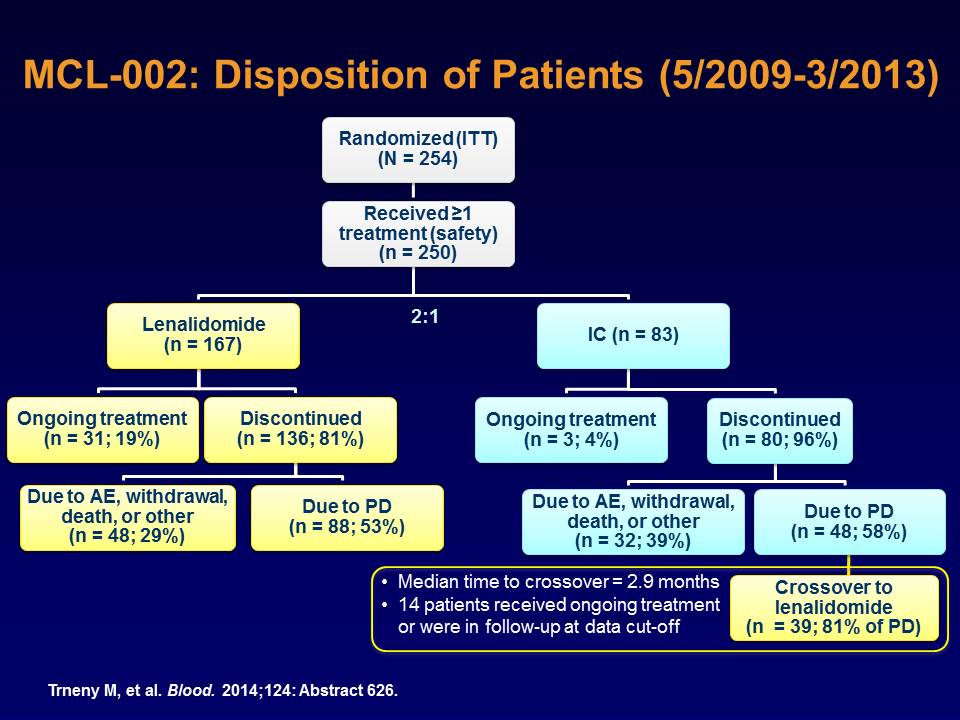 MCL-002: Disposition of Patients (5/2009-3/2013)
Randomized (ITT)
(N = 254)
Received ≥1
treatment (safety)
(n = 250)
2:1
Lenalidomide
(n = 167)
IC (n = 83)
Ongoing treatment
(n = 31; 19%)
Discontinued
(n = 136; 81%)
Ongoing treatment
(n = 3; 4%)
Discontinued
(n = 80; 96%)
Due to AE, withdrawal,
death, or other
(n = 48; 29%)
Due to PD
(n = 88; 53%)
Due to AE, withdrawal,
death, or other
(n = 32; 39%)
Due to PD
(n = 48; 58%)
• Median time to crossover = 2.9 months
• 14 patients received ongoing treatment
or were in follow-up at data cut-off
Crossover to
lenalidomide
(n = 39; 81% of PD)
Trneny M, et al. Blood. 2014;124: Abstract 626.